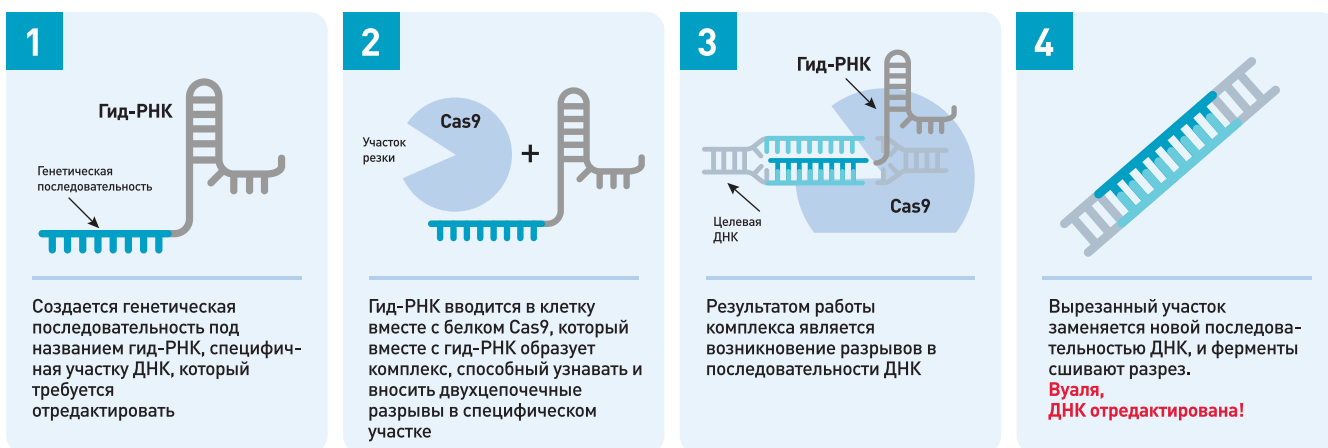 1
Гид-РНК
Генетическая
последовательность
Создается генетическая
последовательность под
названием гид-РНК, специфич-
ная участку ДНК, который
требуется
отредактировать
2
Cas9
Участок
резки
+
Гид-РНК вводится в клетку
вместе с белком Cas9, который
вместе с гид-РНК образует
комплекс, способный узнавать и
вносить двухцепочечные
разрывы в специфическом
участке
3
Гид-РНК
Cas9
Целевая
ДНК
Результатом работы
комплекса является
возникновение разрывов в
последовательности ДНК
4
Вырезанный участок
заменяется новой последова-
тельностью ДНК, и ферменты
сшивают разрез.
Вуаля,
ДНК отредактирована!